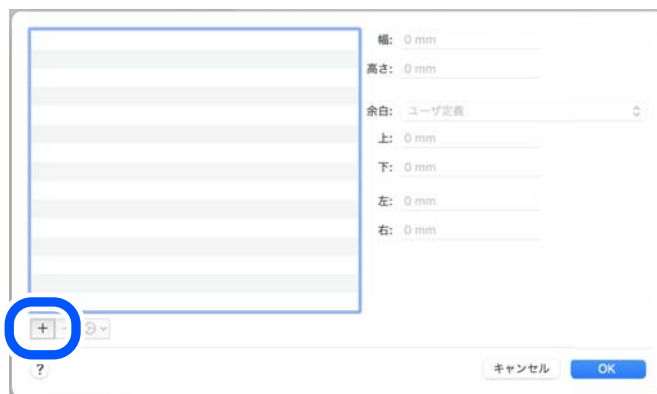 幅: 0 mm
高さ: 0 mm
余白: ユーザ定義
上: 0 mm
下: 0 mm
左: 0 mm
右: 0 mm
+ -
? キャンセル OK